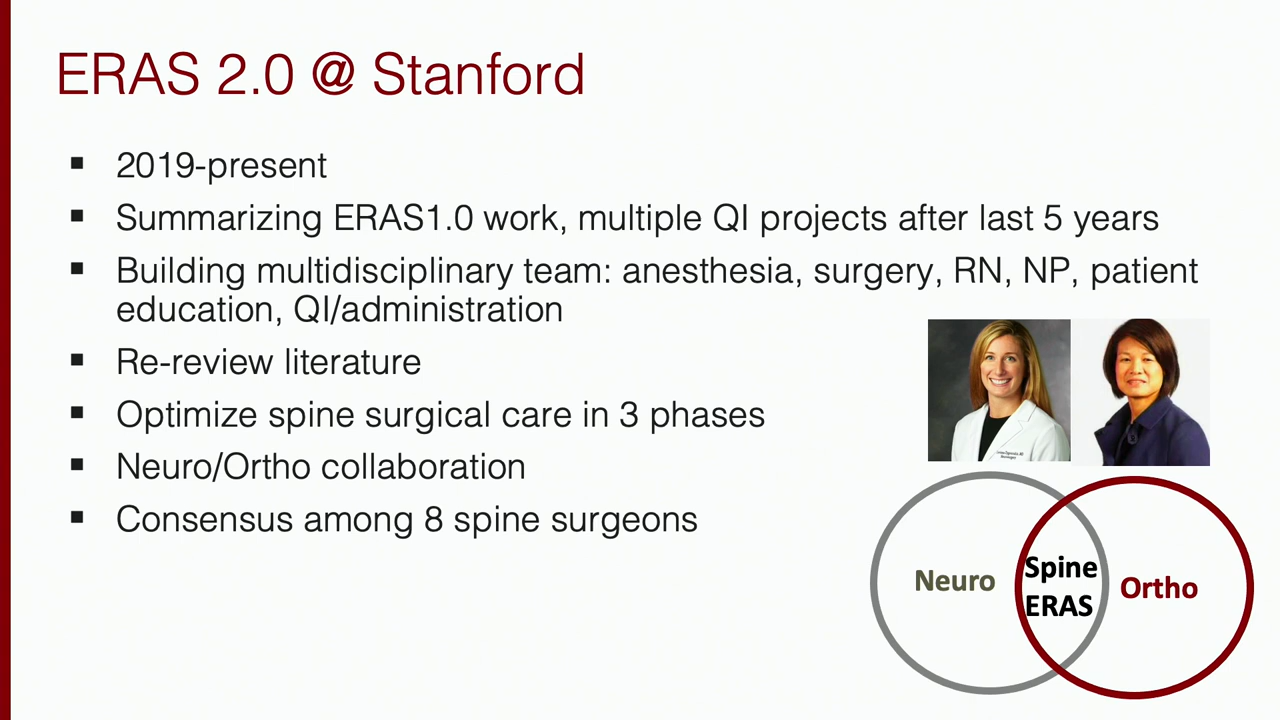 ERAS 2.0 @ Stanford
2019-present
Summarizing ERAS1.0 work, multiple QI projects after last 5 years
Building multidisciplinary team: anesthesia, surgery, RN, NP, patient
education, QI/administration
Re-review literature
Optimize spine surgical care in 3 phases
Neuro/Ortho collaboration
Consensus among 8 spine surgeons
Neuro
Spine
ERAS
Ortho